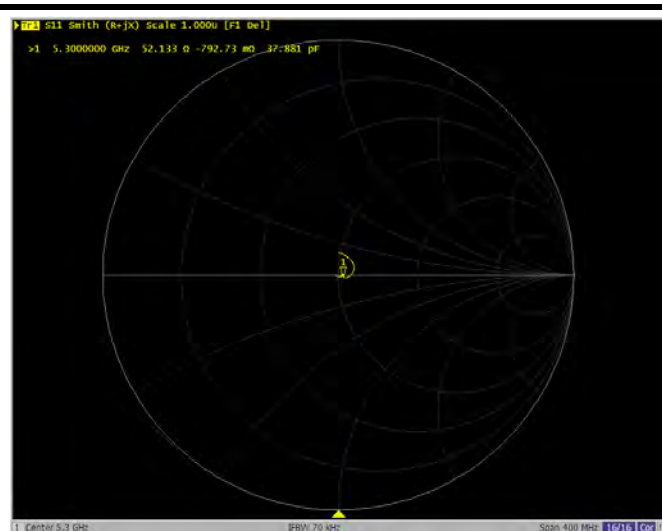 Tr1 S11 Smith (R+jX) Scale 1.000U [F1 Del]
>1 5.3000000 GHz 52.133 Ω -792.73 mΩ 37.881 pF
1
1 Center 5.3 GHz IFBW 70 kHz Span 400 MHz 16/16 Cor